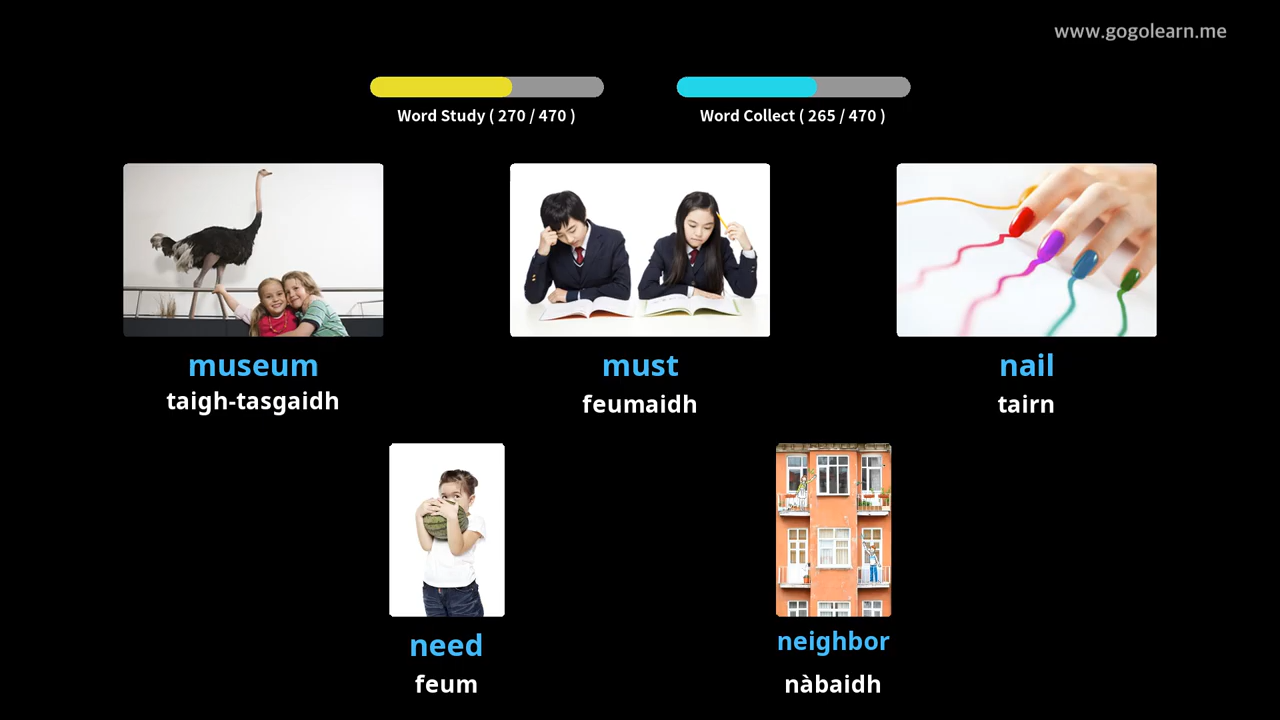 www.gogolearn.me
Word Study ( 270 / 470 )
Word Collect ( 265 / 470 )
museum
taigh-tasgaidh
must
feumaidh
nail
tairn
need
feum
neighbor
nàbaidh